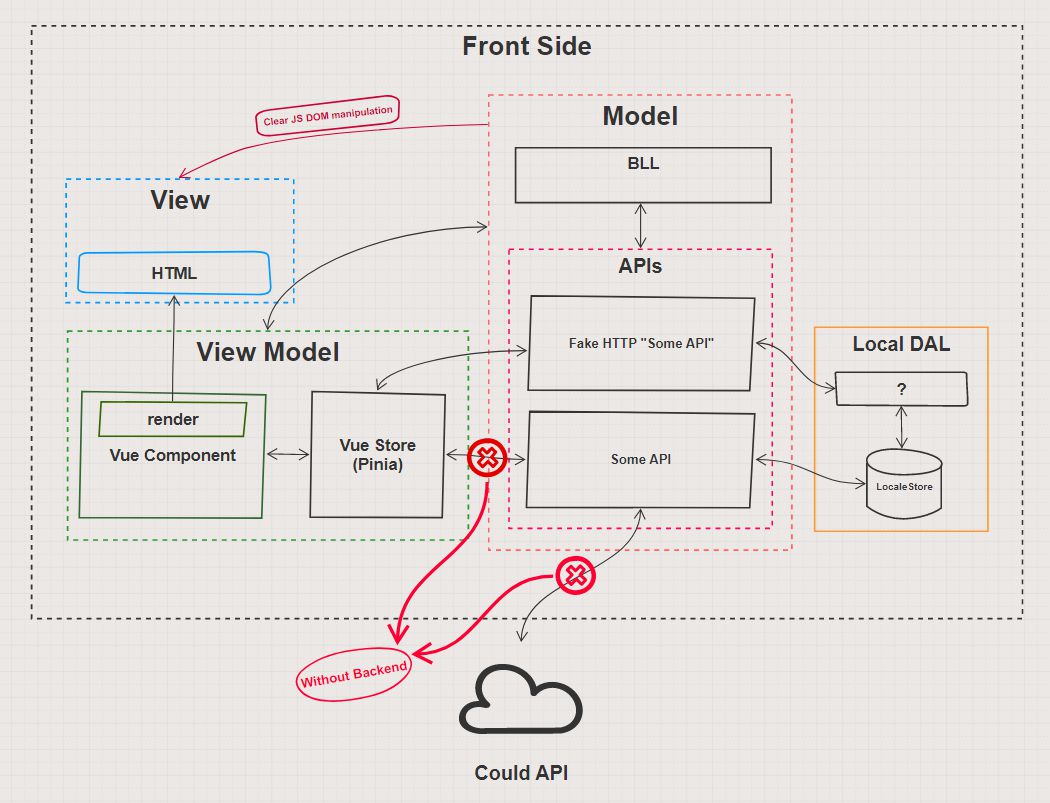 Front Side
Clear JS DOM manipulation
Model
BLL
View
HTML
APIs
Fake HTTP "Some API"
Local DAL
?
View Model
render
Vue Component
Vue Store
(Pinia)
Some API
LocaleStore
Without Backend
Could API